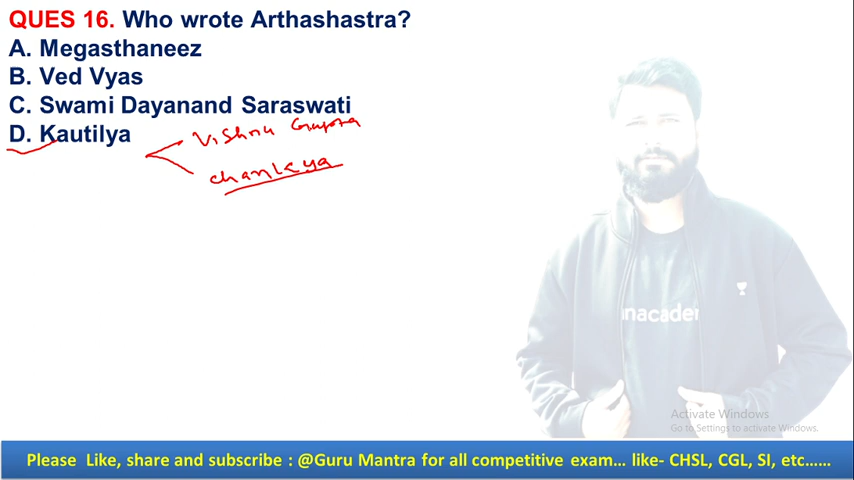 QUES 16. Who wrote Arthashastra?
A. Megasthaneez
B. Ved Vyas
C. Swami Dayanand Saraswati
D. Kautilya
Vishnu Gupta
chankya
nacader
Activate Windows
Go to Settings to activate Windows.
Please Like, share and subscribe : @Guru Mantra for all competitive exam... like- CHSL, CGL, SI, etc......